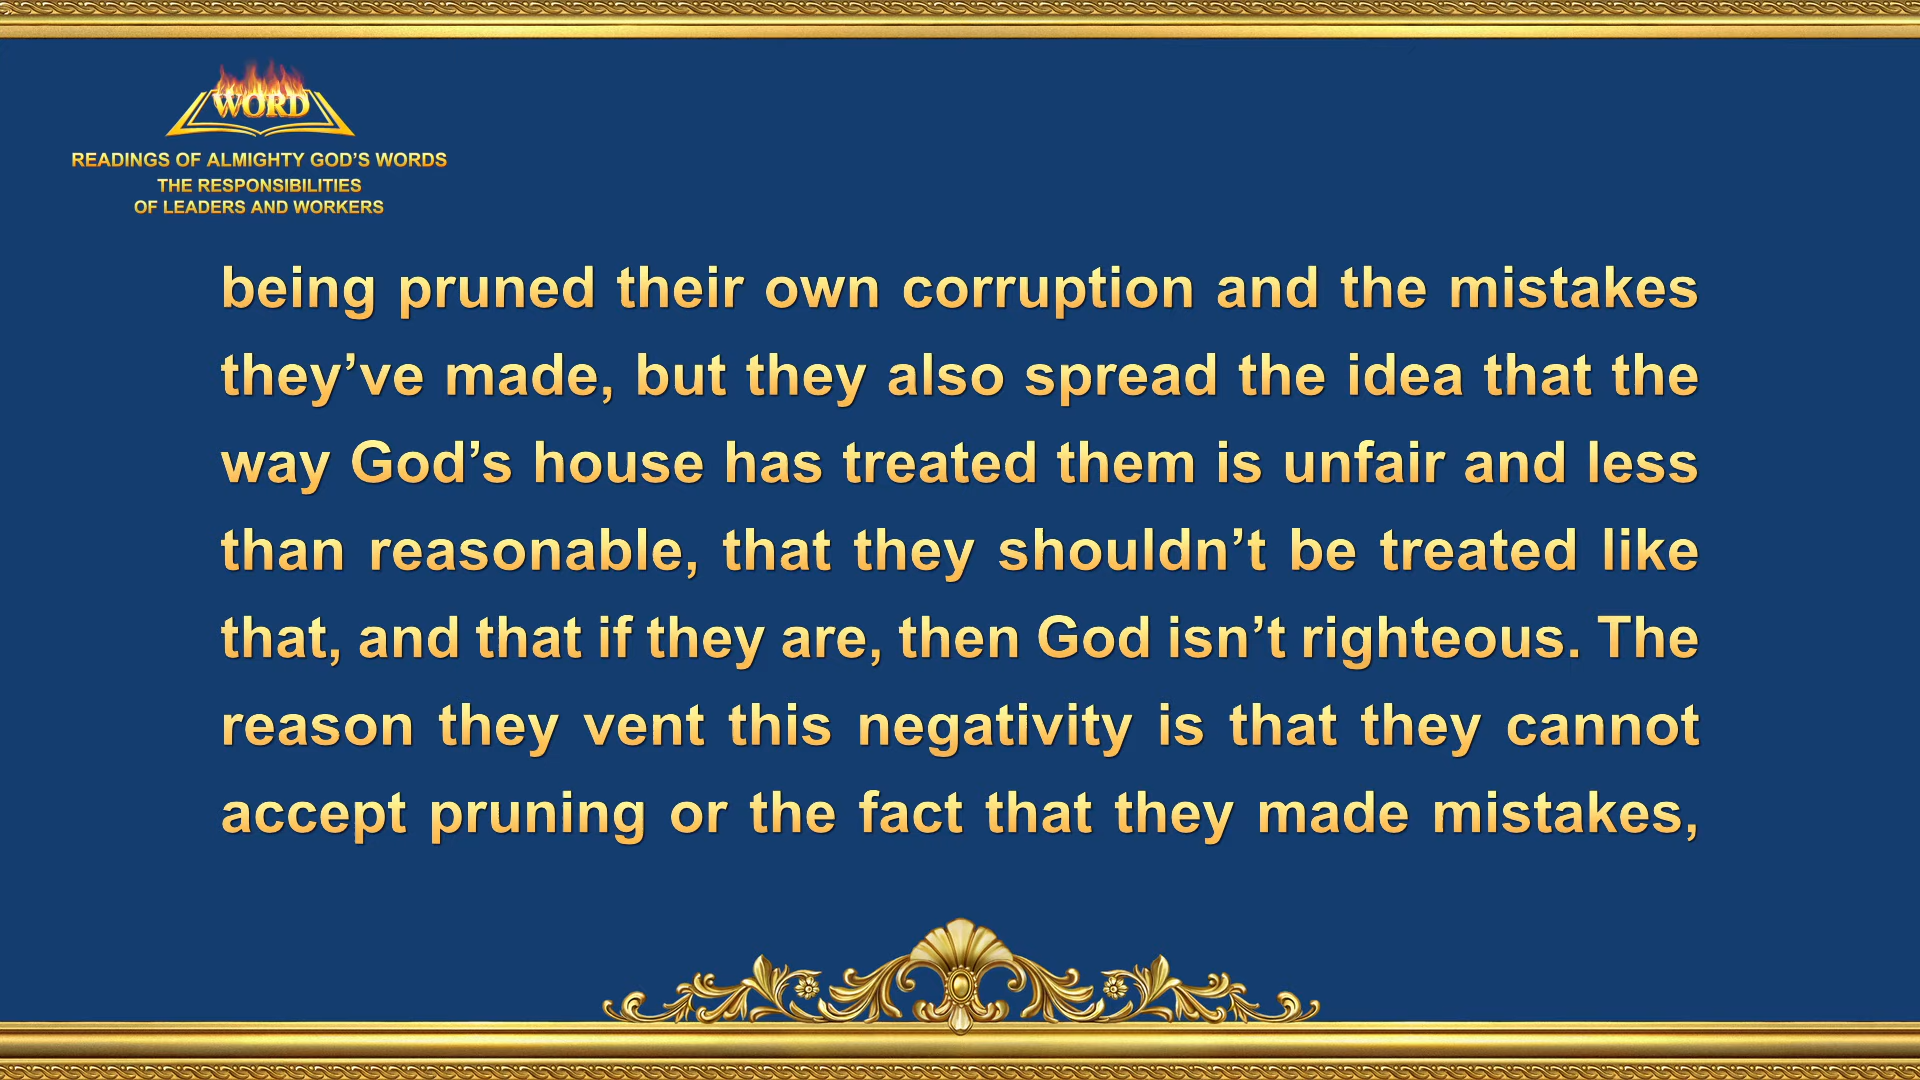 WORD
READINGS OF ALMIGHTY GOD’S WORDS
THE RESPONSIBILITIES
OF LEADERS AND WORKERS
being pruned their own corruption and the mistakes
they’ve made, but they also spread the idea that the
way God’s house has treated them is unfair and less
than reasonable, that they shouldn’t be treated like
that, and that if they are, then God isn’t righteous. The
reason they vent this negativity is that they cannot
accept pruning or the fact that they made mistakes,